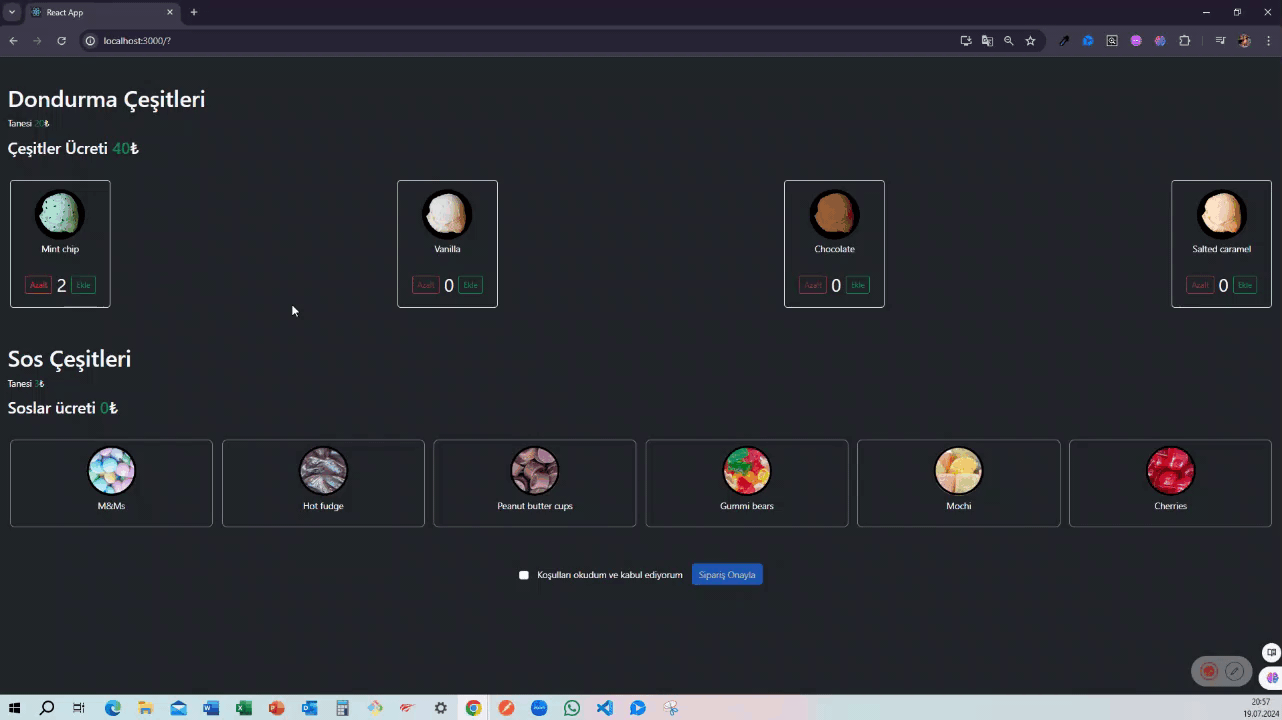 React App
localhost:3000/?
Dondurma Çeşitleri
Tanesi 20₺
Çeşitler Ücreti 40₺
Mint chip
Azalt 2 Ekle
Vanilla
Azalt 0 Ekle
Chocolate
Azalt 0 Ekle
Salted caramel
Azalt 0 Ekle
Sos Çeşitleri
Tanesi 3₺
Soslar ücreti 0₺
M&Ms
Hot fudge
Peanut butter cups
Gummi bears
Mochi
Cherries
Koşulları okudum ve kabul ediyorum
Sipariş Onayla
20:57
19.07.2024